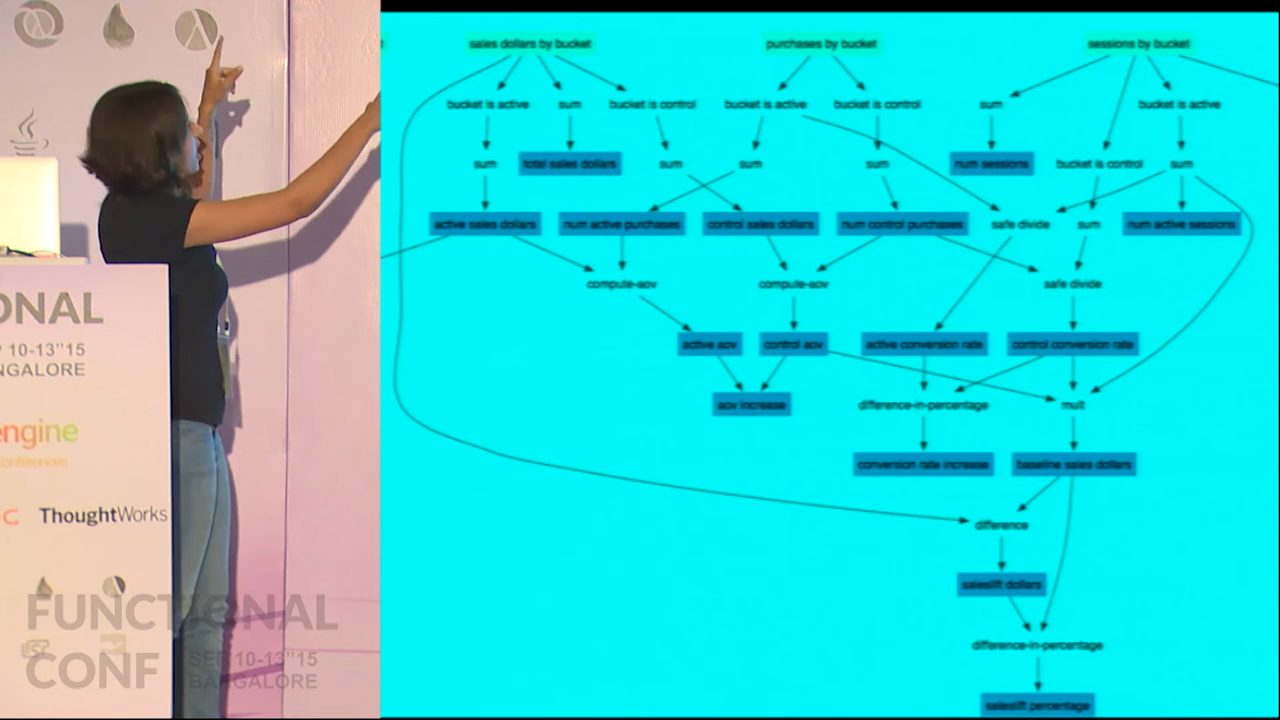 sales dollars by bucket
purchases by bucket
sessions by bucket
bucket is active
sum
bucket is control
bucket is active
bucket is control
sum
bucket is active
sum
total sales dollars
sum
sum
sum
num sessions
bucket is control
sum
active sales dollars
num active purchases
control sales dollars
num control purchases
safe divide
sum
num active sessions
compute-aov
compute-aov
safe divide
active aov
control aov
active conversion rate
control conversion rate
aov increase
difference-in-percentage
mult
conversion rate increase
baseline sales dollars
difference
saleslift dollars
difference-in-percentage
saleslift percentage
ONAL
10-13"15
NGALORE
engine
Conferences
C
ThoughtWorks
FUNCTIONAL
CONF
SEP 10-13"15
BANGALORE